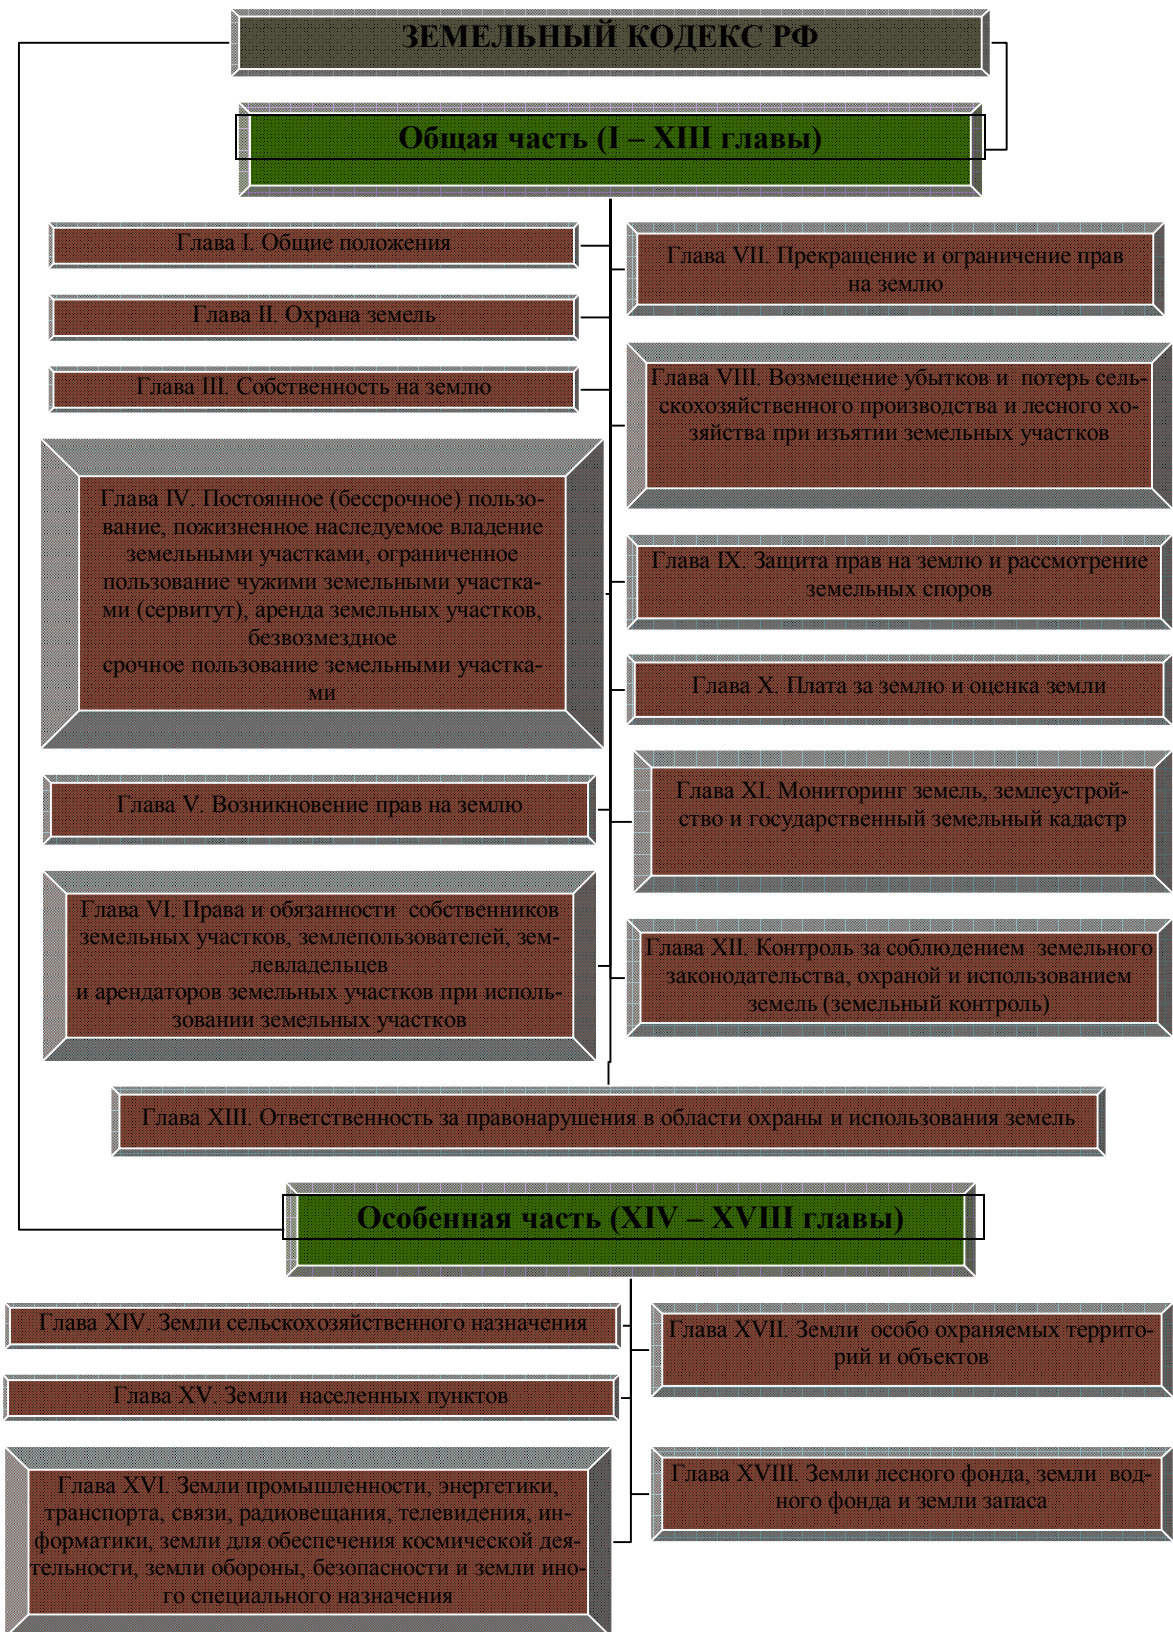 ЗЕМЕЛЬНЫЙ КОДЕКС РФ
Общая часть (I – XIII главы)
Глава I. Общие положения
Глава II. Охрана земель
Глава III. Собственность на землю
Глава IV. Постоянное (бессрочное) пользо-
вание, пожизненное наследуемое владение
земельными участками, ограниченное
пользование чужими земельными участка-
ми (сервитут), аренда земельных участков,
безвозмездное
срочное пользование земельными участка-
ми
Глава V. Возникновение прав на землю
Глава VI. Права и обязанности собственников
земельных участков, землепользователей, зем-
левладельцев
и арендаторов земельных участков при исполь-
зовании земельных участков
Глава VII. Прекращение и ограничение прав
на землю
Глава VIII. Возмещение убытков и потерь сель-
скохозяйственного производства и лесного хо-
зяйства при изъятии земельных участков
Глава IX. Защита прав на землю и рассмотрение
земельных споров
Глава X. Плата за землю и оценка земли
Глава XI. Мониторинг земель, землеустрой-
ство и государственный земельный кадастр
Глава XII. Контроль за соблюдением земельного
законодательства, охраной и использованием
земель (земельный контроль)
Глава XIII. Ответственность за правонарушения в области охраны и использования земель
Особенная часть (XIV – XVIII главы)
Глава XIV. Земли сельскохозяйственного назначения
Глава XV. Земли населенных пунктов
Глава XVI. Земли промышленности, энергетики,
транспорта, связи, радиовещания, телевидения, ин-
форматики, земли для обеспечения космической дея-
тельности, земли обороны, безопасности и земли ино-
го специального назначения
Глава XVII. Земли особо охраняемых террито-
рий и объектов
Глава XVIII. Земли лесного фонда, земли вод-
ного фонда и земли запаса